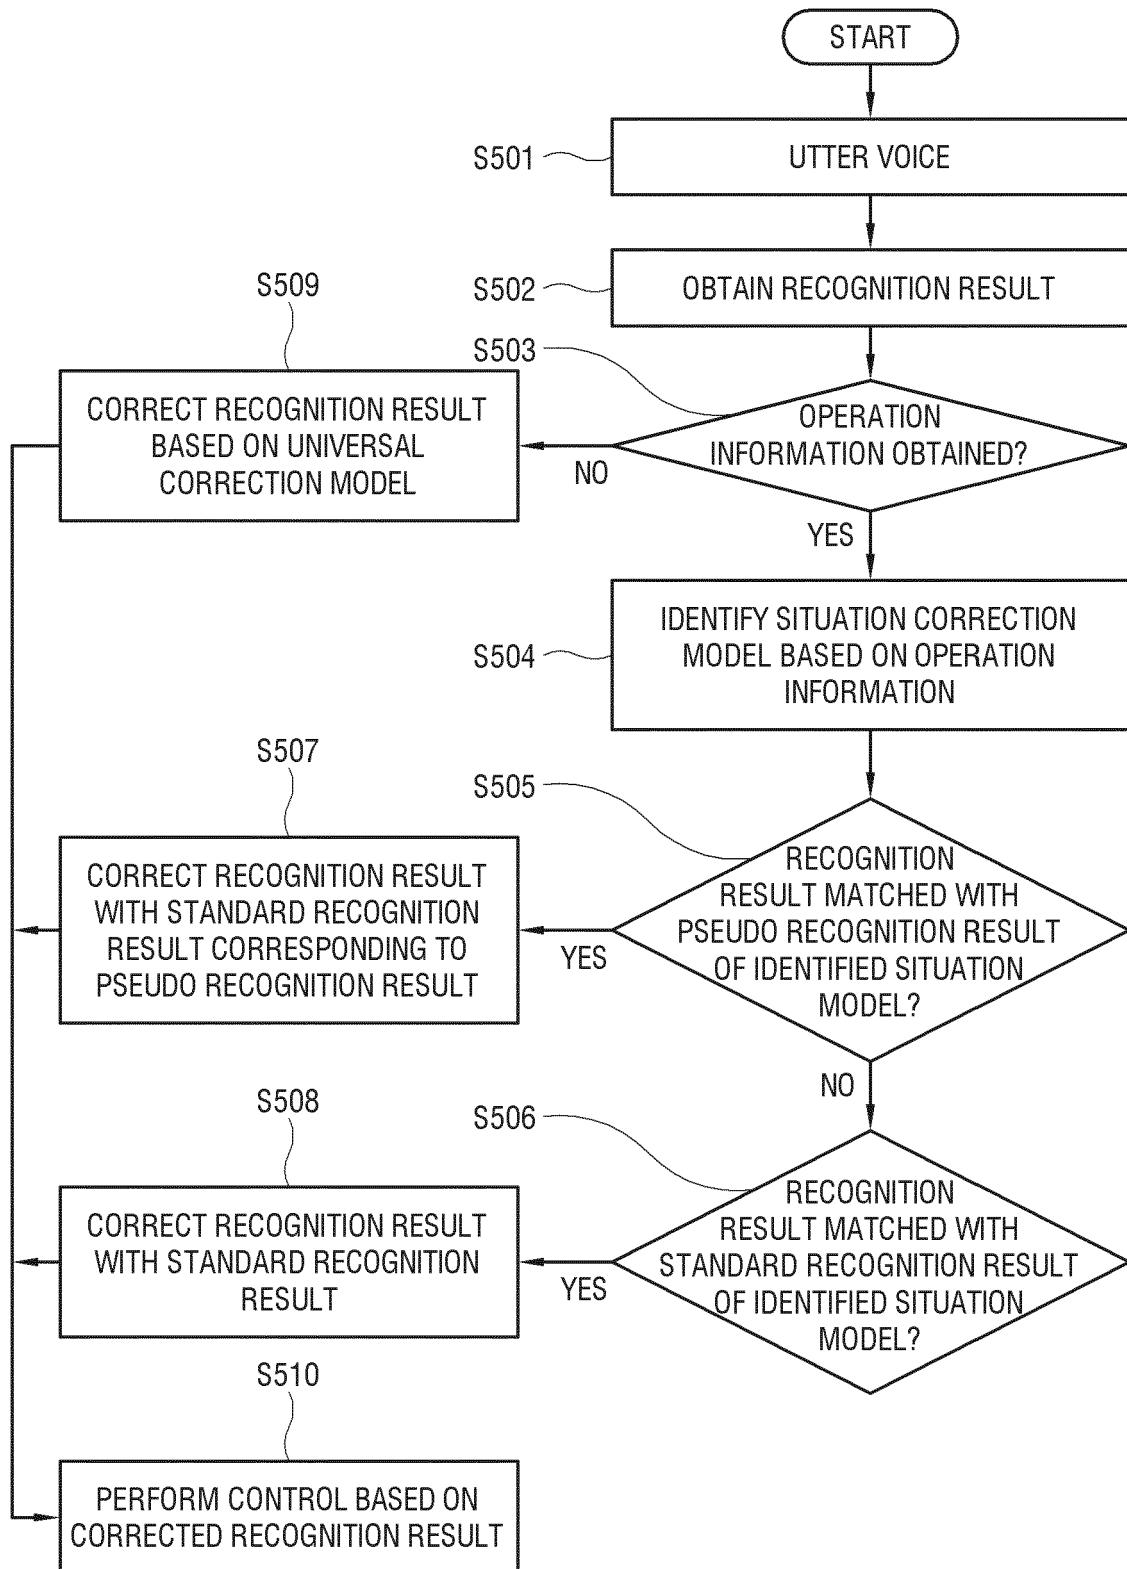 START
S501
UTTER VOICE
S502
OBTAIN RECOGNITION RESULT
S503
OPERATION
INFORMATION OBTAINED?
NO
YES
S509
CORRECT RECOGNITION RESULT
BASED ON UNIVERSAL
CORRECTION MODEL
S504
IDENTIFY SITUATION CORRECTION
MODEL BASED ON OPERATION
INFORMATION
S505
RECOGNITION
RESULT MATCHED WITH
PSEUDO RECOGNITION RESULT
OF IDENTIFIED SITUATION
MODEL?
YES
NO
S507
CORRECT RECOGNITION RESULT
WITH STANDARD RECOGNITION
RESULT CORRESPONDING TO
PSEUDO RECOGNITION RESULT
S506
RECOGNITION
RESULT MATCHED WITH
STANDARD RECOGNITION RESULT
OF IDENTIFIED SITUATION
MODEL?
YES
S508
CORRECT RECOGNITION RESULT
WITH STANDARD RECOGNITION
RESULT
S510
PERFORM CONTROL BASED ON
CORRECTED RECOGNITION RESULT